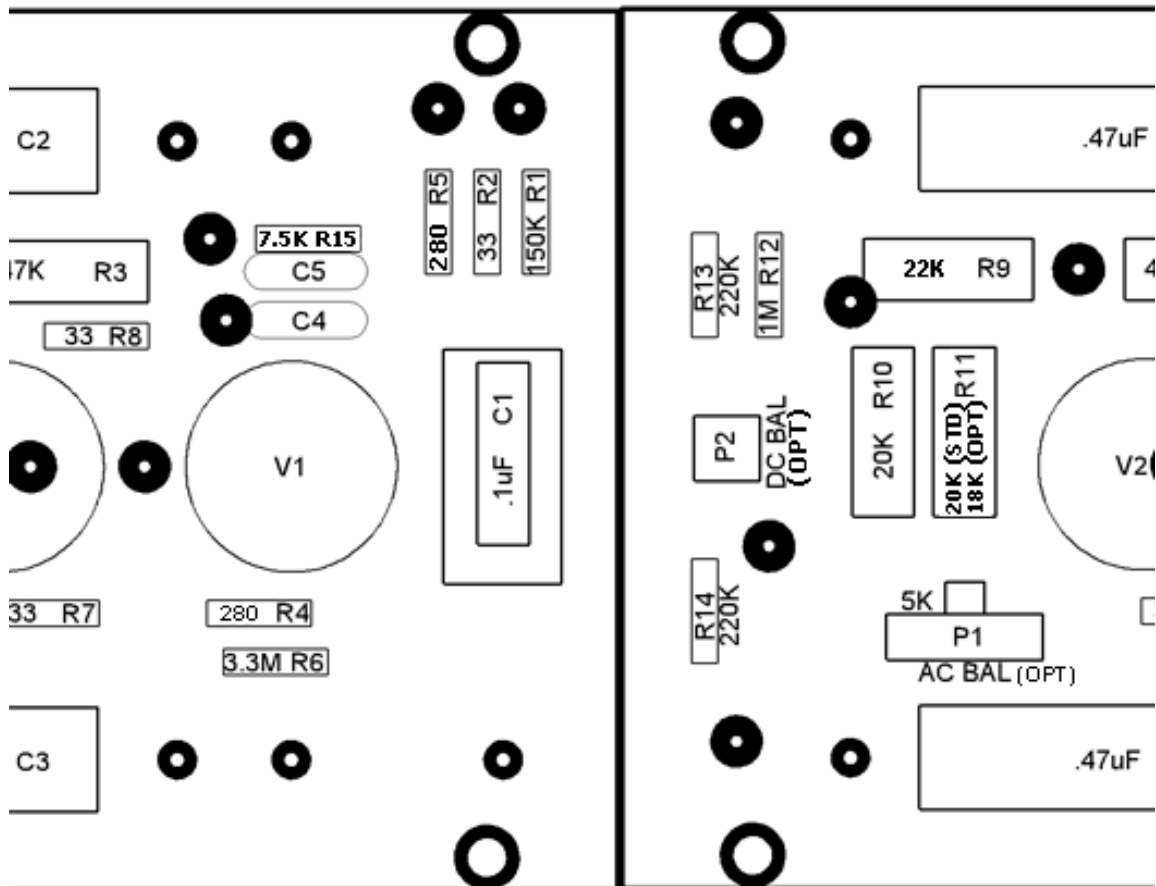 C2
280 R5
33 R2
150K R1
7.5K R15
C5
47K R3
C4
33 R8
.1uF C1
V1
33 R7
280 R4
3.3M R6
C3
.47uF
R13
220K
1M R12
22K R9
4
R10
20K
R11
20K (STD)
18K (OPT)
P2
DC BAL
(OPT)
V2
R14
220K
5K
P1
AC BAL (OPT)
.47uF